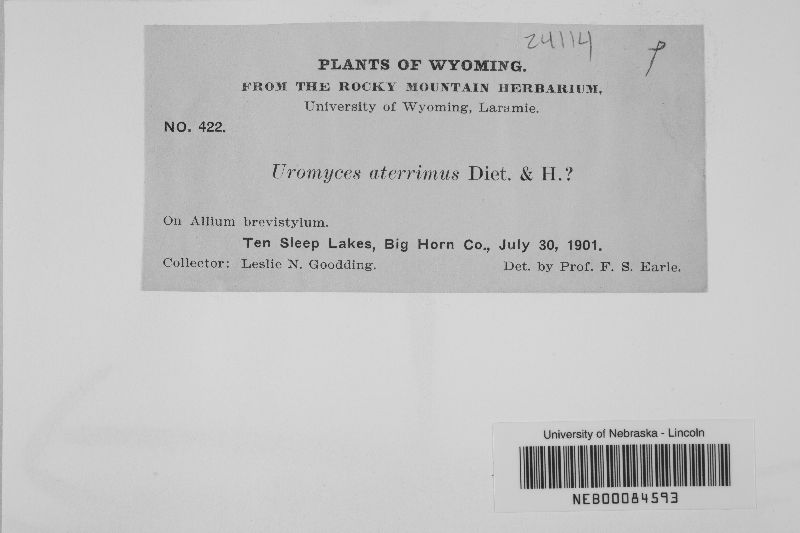 24114
PLANTS OF WYOMING.
FROM THE ROCKY MOUNTAIN HERBARIUM,
University of Wyoming, Laramie.
NO. 422.
Uromyces aterrimus Diet. & H.?
On Allium brevistylum.
Ten Sleep Lakes, Big Horn Co., July 30, 1901.
Collector: Leslie N. Goodding. Det. by Prof. F. S. Earle.
University of Nebraska - Lincoln
NEB00084593